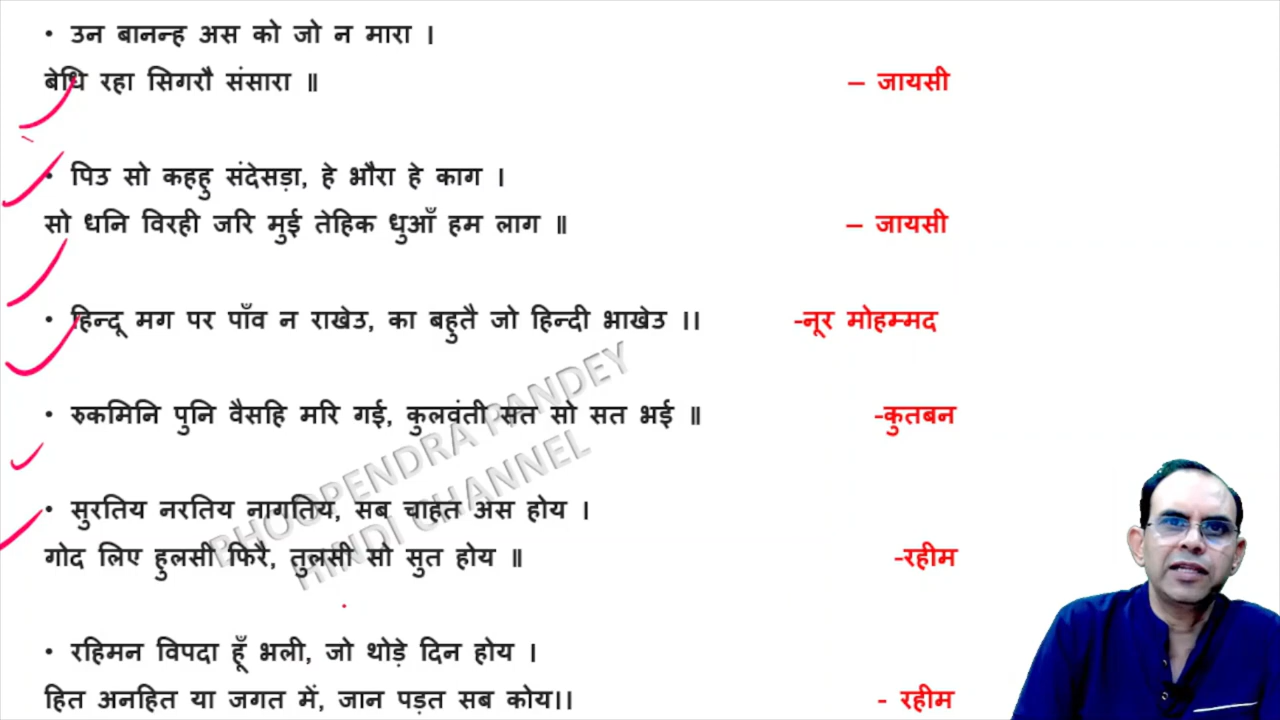 • उन बानन्ह अस को जो न मारा ।
बेधि रहा सिगरौ संसारा ॥ – जायसी
• पिउ सो कहहु संदेसड़ा, हे भौरा हे काग ।
सो धनि विरही जरि मुई तेहिक धुआँ हम लाग ॥ – जायसी
• हिन्दू मग पर पाँव न राखेउ, का बहुतै जो हिन्दी भाखेउ ।। -नूर मोहम्मद
• रुकमिनि पुनि वैसहि मरि गई, कुलवंती सत सो सत भई ॥ -कुतबन
• सुरतिय नरतिय नागतिय, सब चाहत अस होय ।
गोद लिए हुलसी फिरै, तुलसी सो सुत होय ॥ -रहीम
• रहिमन विपदा हूँ भली, जो थोड़े दिन होय ।
हित अनहित या जगत में, जान पड़त सब कोय।। - रहीम
PHOOPENDRA PANDEY
HINDI CHANNEL